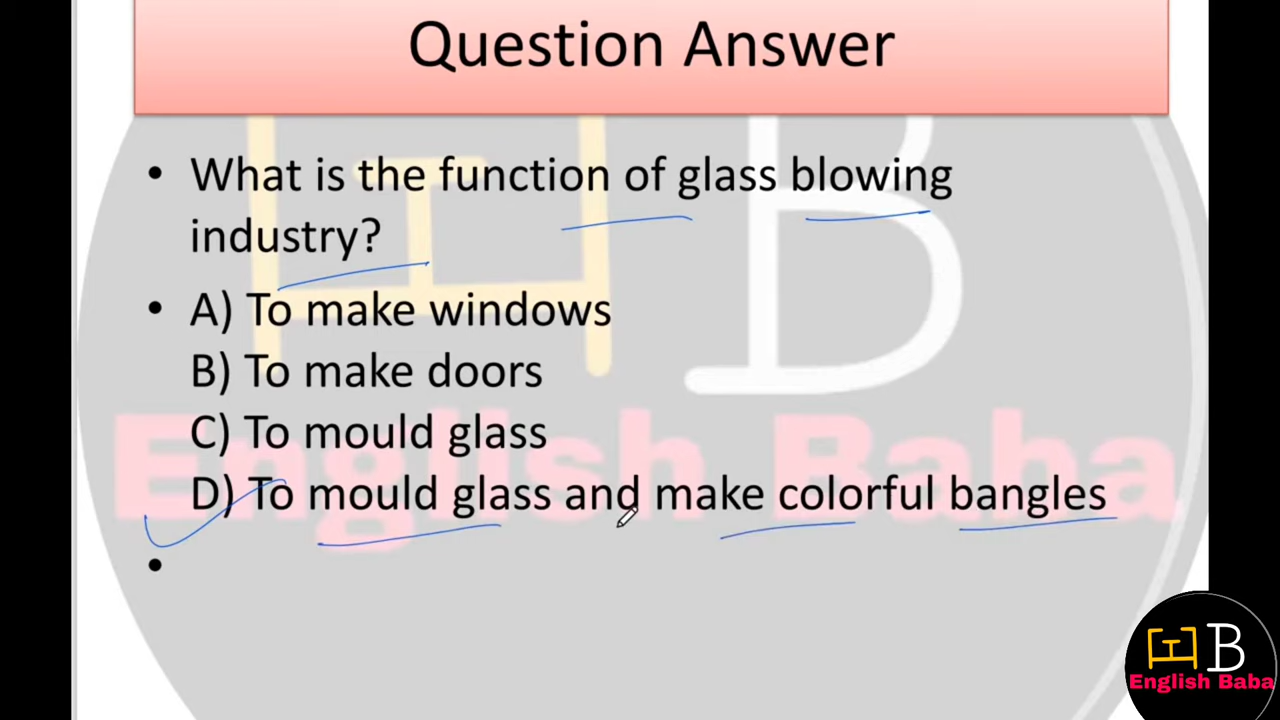 Question Answer
• What is the function of glass blowing
industry?
• A) To make windows
B) To make doors
C) To mould glass
D) To mould glass and make colorful bangles
•
English Baba
B
English Baba